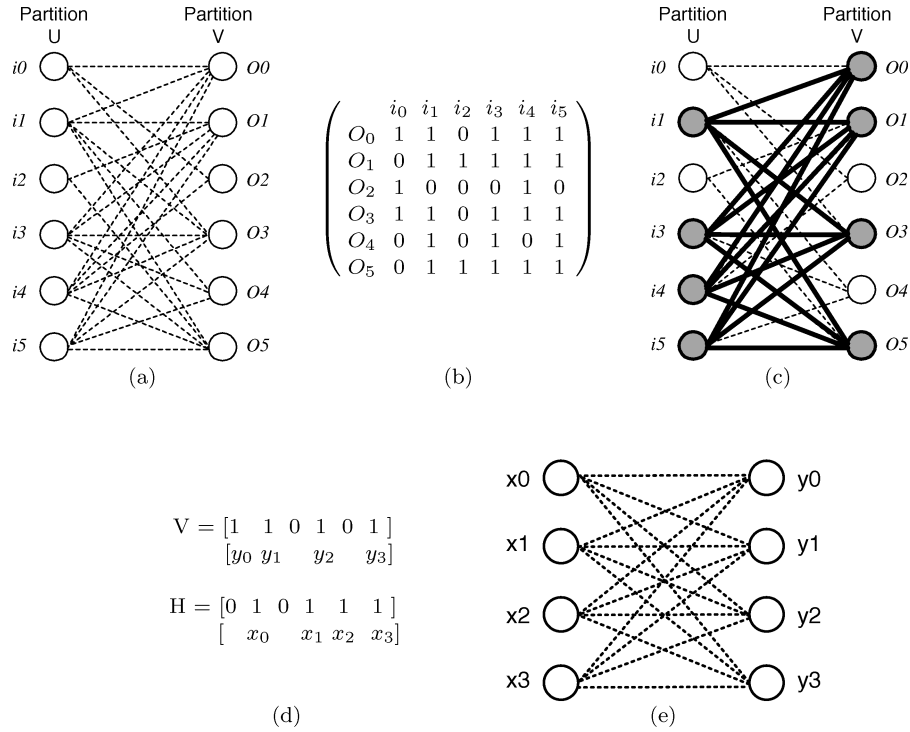 Partition U
Partition V
i0
i1
i2
i3
i4
i5
O0
O1
O2
O3
O4
O5
(a)
i₀ i₁ i₂ i₃ i₄ i₅
O₀ 1 1 0 1 1 1
O₁ 0 1 1 1 1 1
O₂ 1 0 0 0 1 0
O₃ 1 1 0 1 1 1
O₄ 0 1 0 1 0 1
O₅ 0 1 1 1 1 1
(b)
Partition U
Partition V
i0
i1
i2
i3
i4
i5
O0
O1
O2
O3
O4
O5
(c)
V = [1 1 0 1 0 1 ]
[y₀ y₁ y₂ y₃]
H = [0 1 0 1 1 1 ]
[ x₀ x₁ x₂ x₃]
(d)
x0
x1
x2
x3
y0
y1
y2
y3
(e)